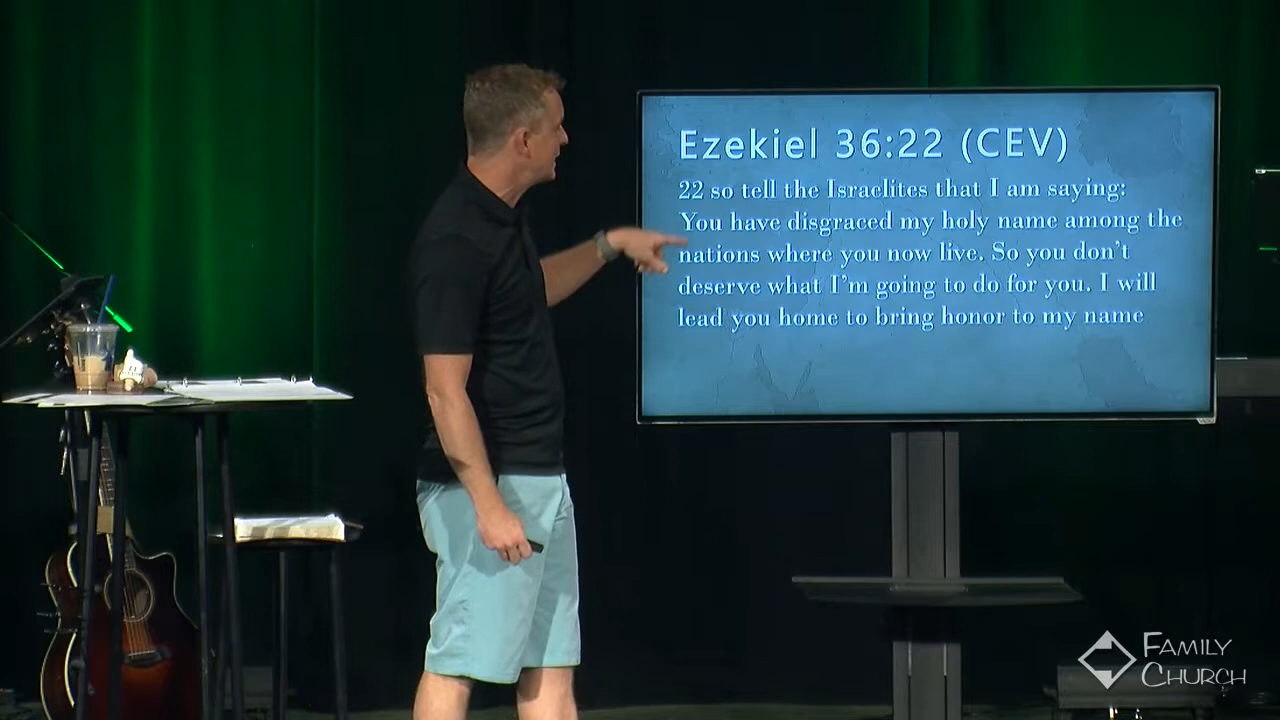 Ezekiel 36:22 (CEV)
22 so tell the Israelites that I am saying:
You have disgraced my holy name among the
nations where you now live. So you don't
deserve what I'm going to do for you. I will
lead you home to bring honor to my name
FAMILY
CHURCH